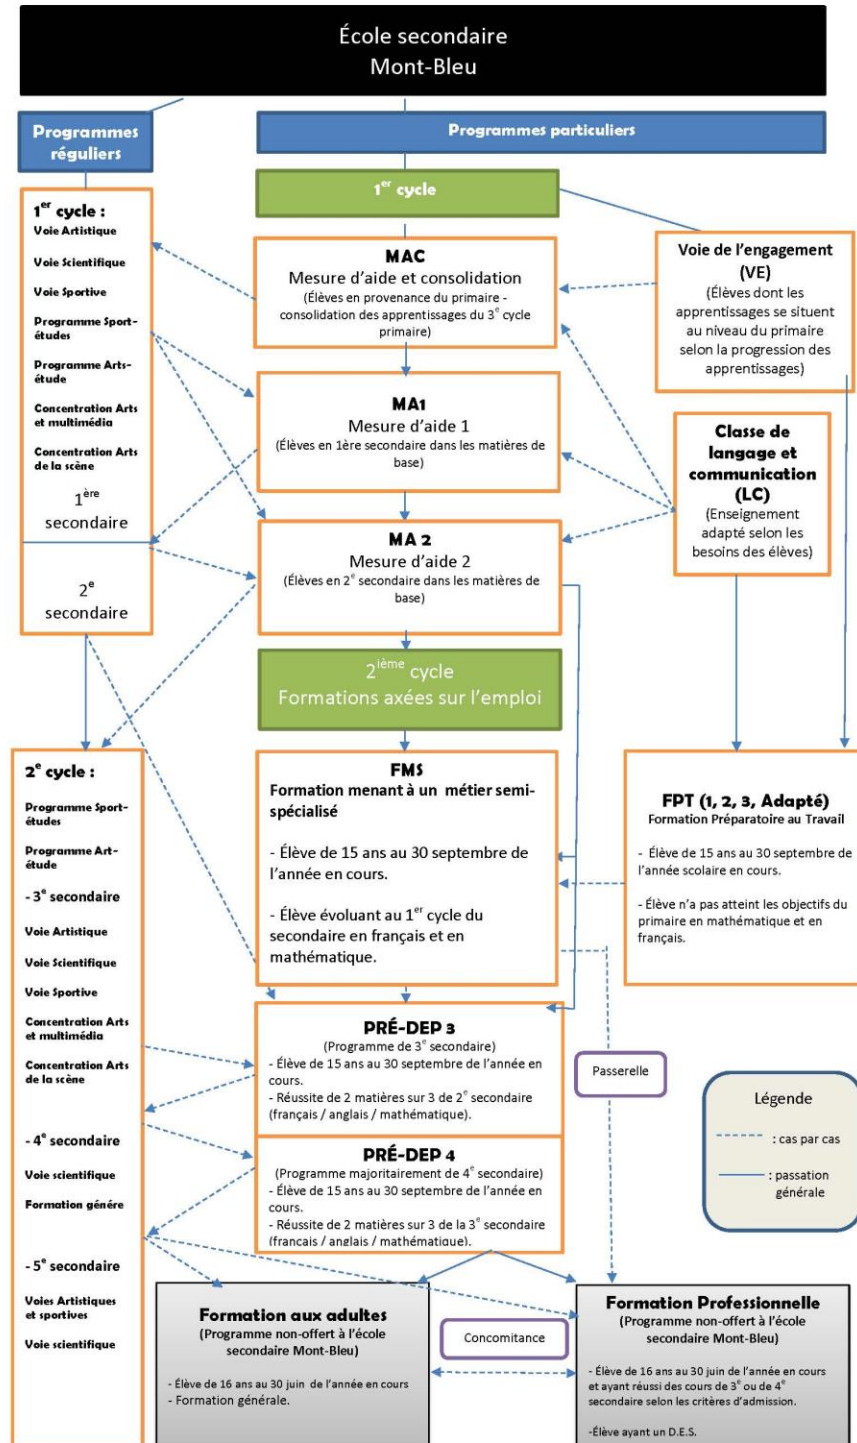 École secondaire
Mont-Bleu
Programmes
réguliers
Programmes particuliers
1er cycle
1er cycle :
Voie Artistique
Voie Scientifique
Voie Sportive
Programme Sport-
études
Programme Arts-
étude
Concentration Arts
et multimédia
Concentration Arts
de la scène
1ère
secondaire
2e
secondaire
MAC
Mesure d'aide et consolidation
(Élèves en provenance du primaire -
consolidation des apprentissages du 3e cycle
primaire)
Voie de l'engagement
(VE)
(Élèves dont les
apprentissages se situent
au niveau du primaire
selon la progression des
apprentissages)
MA1
Mesure d'aide 1
(Élèves en 1ère secondaire dans les matières de
base)
Classe de
langage et
communication
(LC)
(Enseignement
adapté selon les
besoins des élèves)
MA 2
Mesure d'aide 2
(Élèves en 2e secondaire dans les matières de
base)
2ième cycle
Formations axées sur l'emploi
2e cycle :
Programme Sport-
études
Programme Art-
étude
- 3e secondaire
Voie Artistique
Voie Scientifique
Voie Sportive
Concentration Arts
et multimédia
Concentration Arts
de la scène
- 4e secondaire
Voie scientifique
Formation génére
- 5e secondaire
Voies Artistiques
et sportives
Voie scientifique
FMS
Formation menant à un métier semi-
spécialisé
- Élève de 15 ans au 30 septembre de
l'année en cours.
- Élève évoluant au 1er cycle du
secondaire en français et en
mathématique.
FPT (1, 2, 3, Adapté)
Formation Préparatoire au Travail
- Élève de 15 ans au 30 septembre de
l'année scolaire en cours.
- Élève n'a pas atteint les objectifs du
primaire en mathématique et en
français.
PRÉ-DEP 3
(Programme de 3e secondaire)
- Élève de 15 ans au 30 septembre de l'année en
cours.
- Réussite de 2 matières sur 3 de 2e secondaire
(français / anglais / mathématique).
Passerelle
PRÉ-DEP 4
(Programme majoritairement de 4e secondaire)
- Élève de 15 ans au 30 septembre de l'année en
cours.
- Réussite de 2 matières sur 3 de la 3e secondaire
(français / anglais / mathématique).
Légende
: cas par cas
: passation
générale
Formation aux adultes
(Programme non-offert à l'école
secondaire Mont-Bleu)
- Élève de 16 ans au 30 juin de l'année en cours
- Formation générale.
Concomitance
Formation Professionnelle
(Programme non-offert à l'école
secondaire Mont-Bleu)
- Élève de 16 ans au 30 juin de l'année en cours
et ayant réussi des cours de 3e ou de 4e
secondaire selon les critères d'admission.
-Élève ayant un D.E.S.